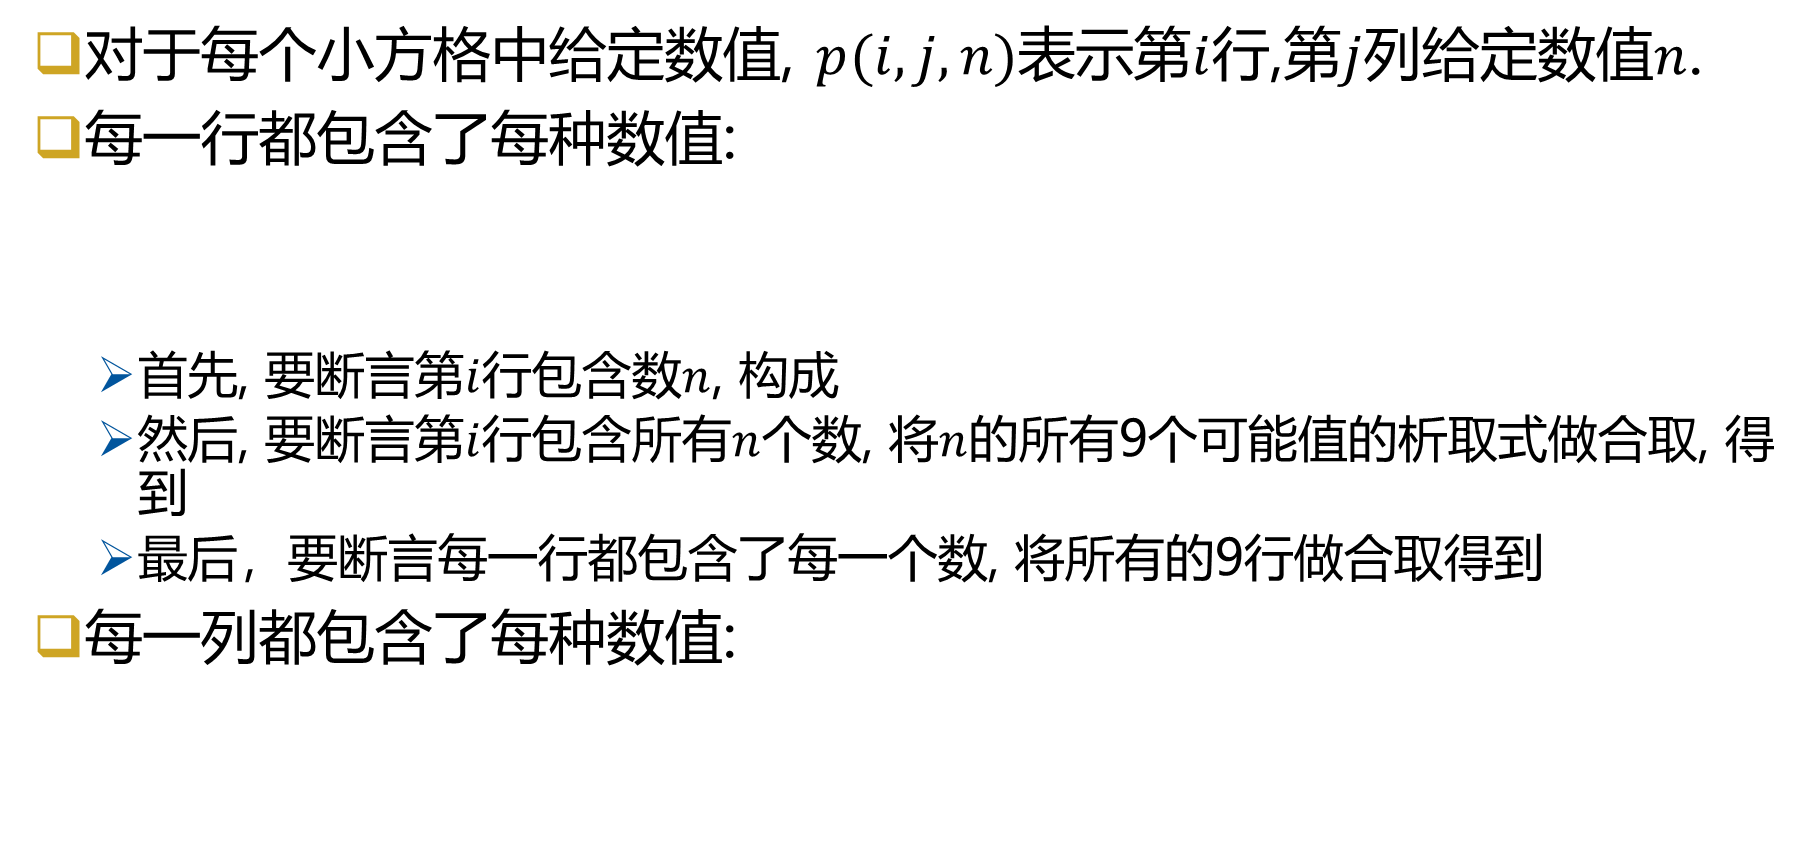 对于每个小方格中给定数值, p(i, j, n)表示第i行,第j列给定数值n.
每一行都包含了每种数值:
首先, 要断言第i行包含数n, 构成
然后, 要断言第i行包含所有n个数, 将n的所有9个可能值的析取式做合取, 得
到
最后，要断言每一行都包含了每一个数, 将所有的9行做合取得到
每一列都包含了每种数值: